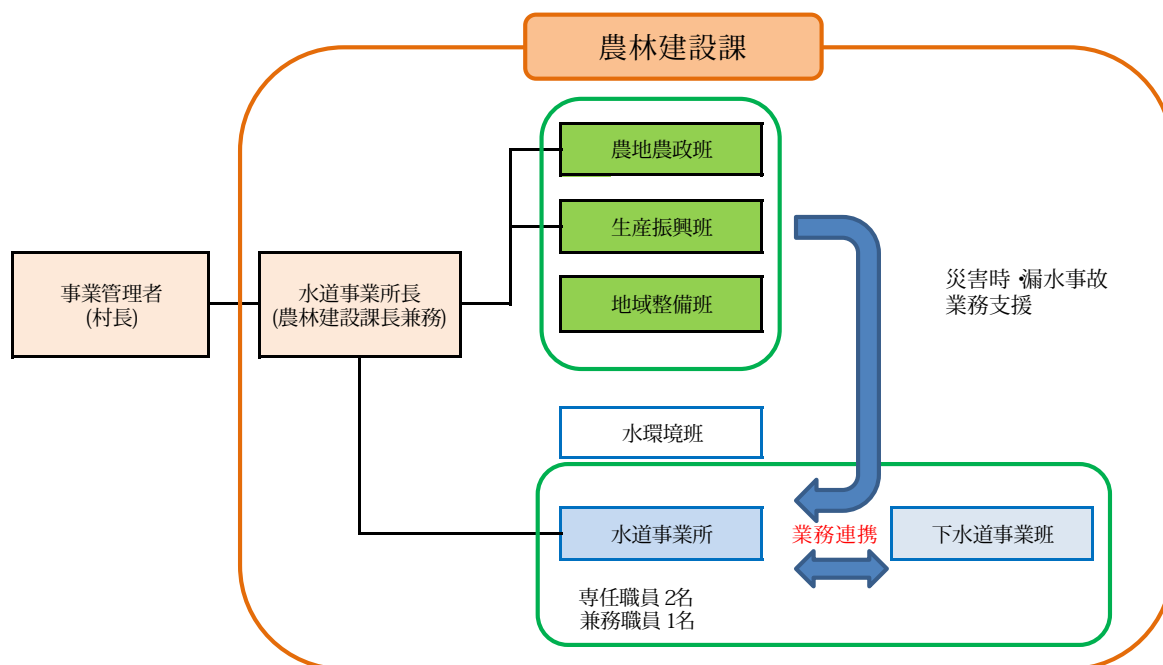 農林建設課
農地農政班
生産振興班
地域整備班
事業管理者
(村長)
水道事業所長
(農林建設課長兼務)
災害時・漏水事故
業務支援
水環境班
水道事業所
業務連携
下水道事業班
専任職員 2名
兼務職員 1名